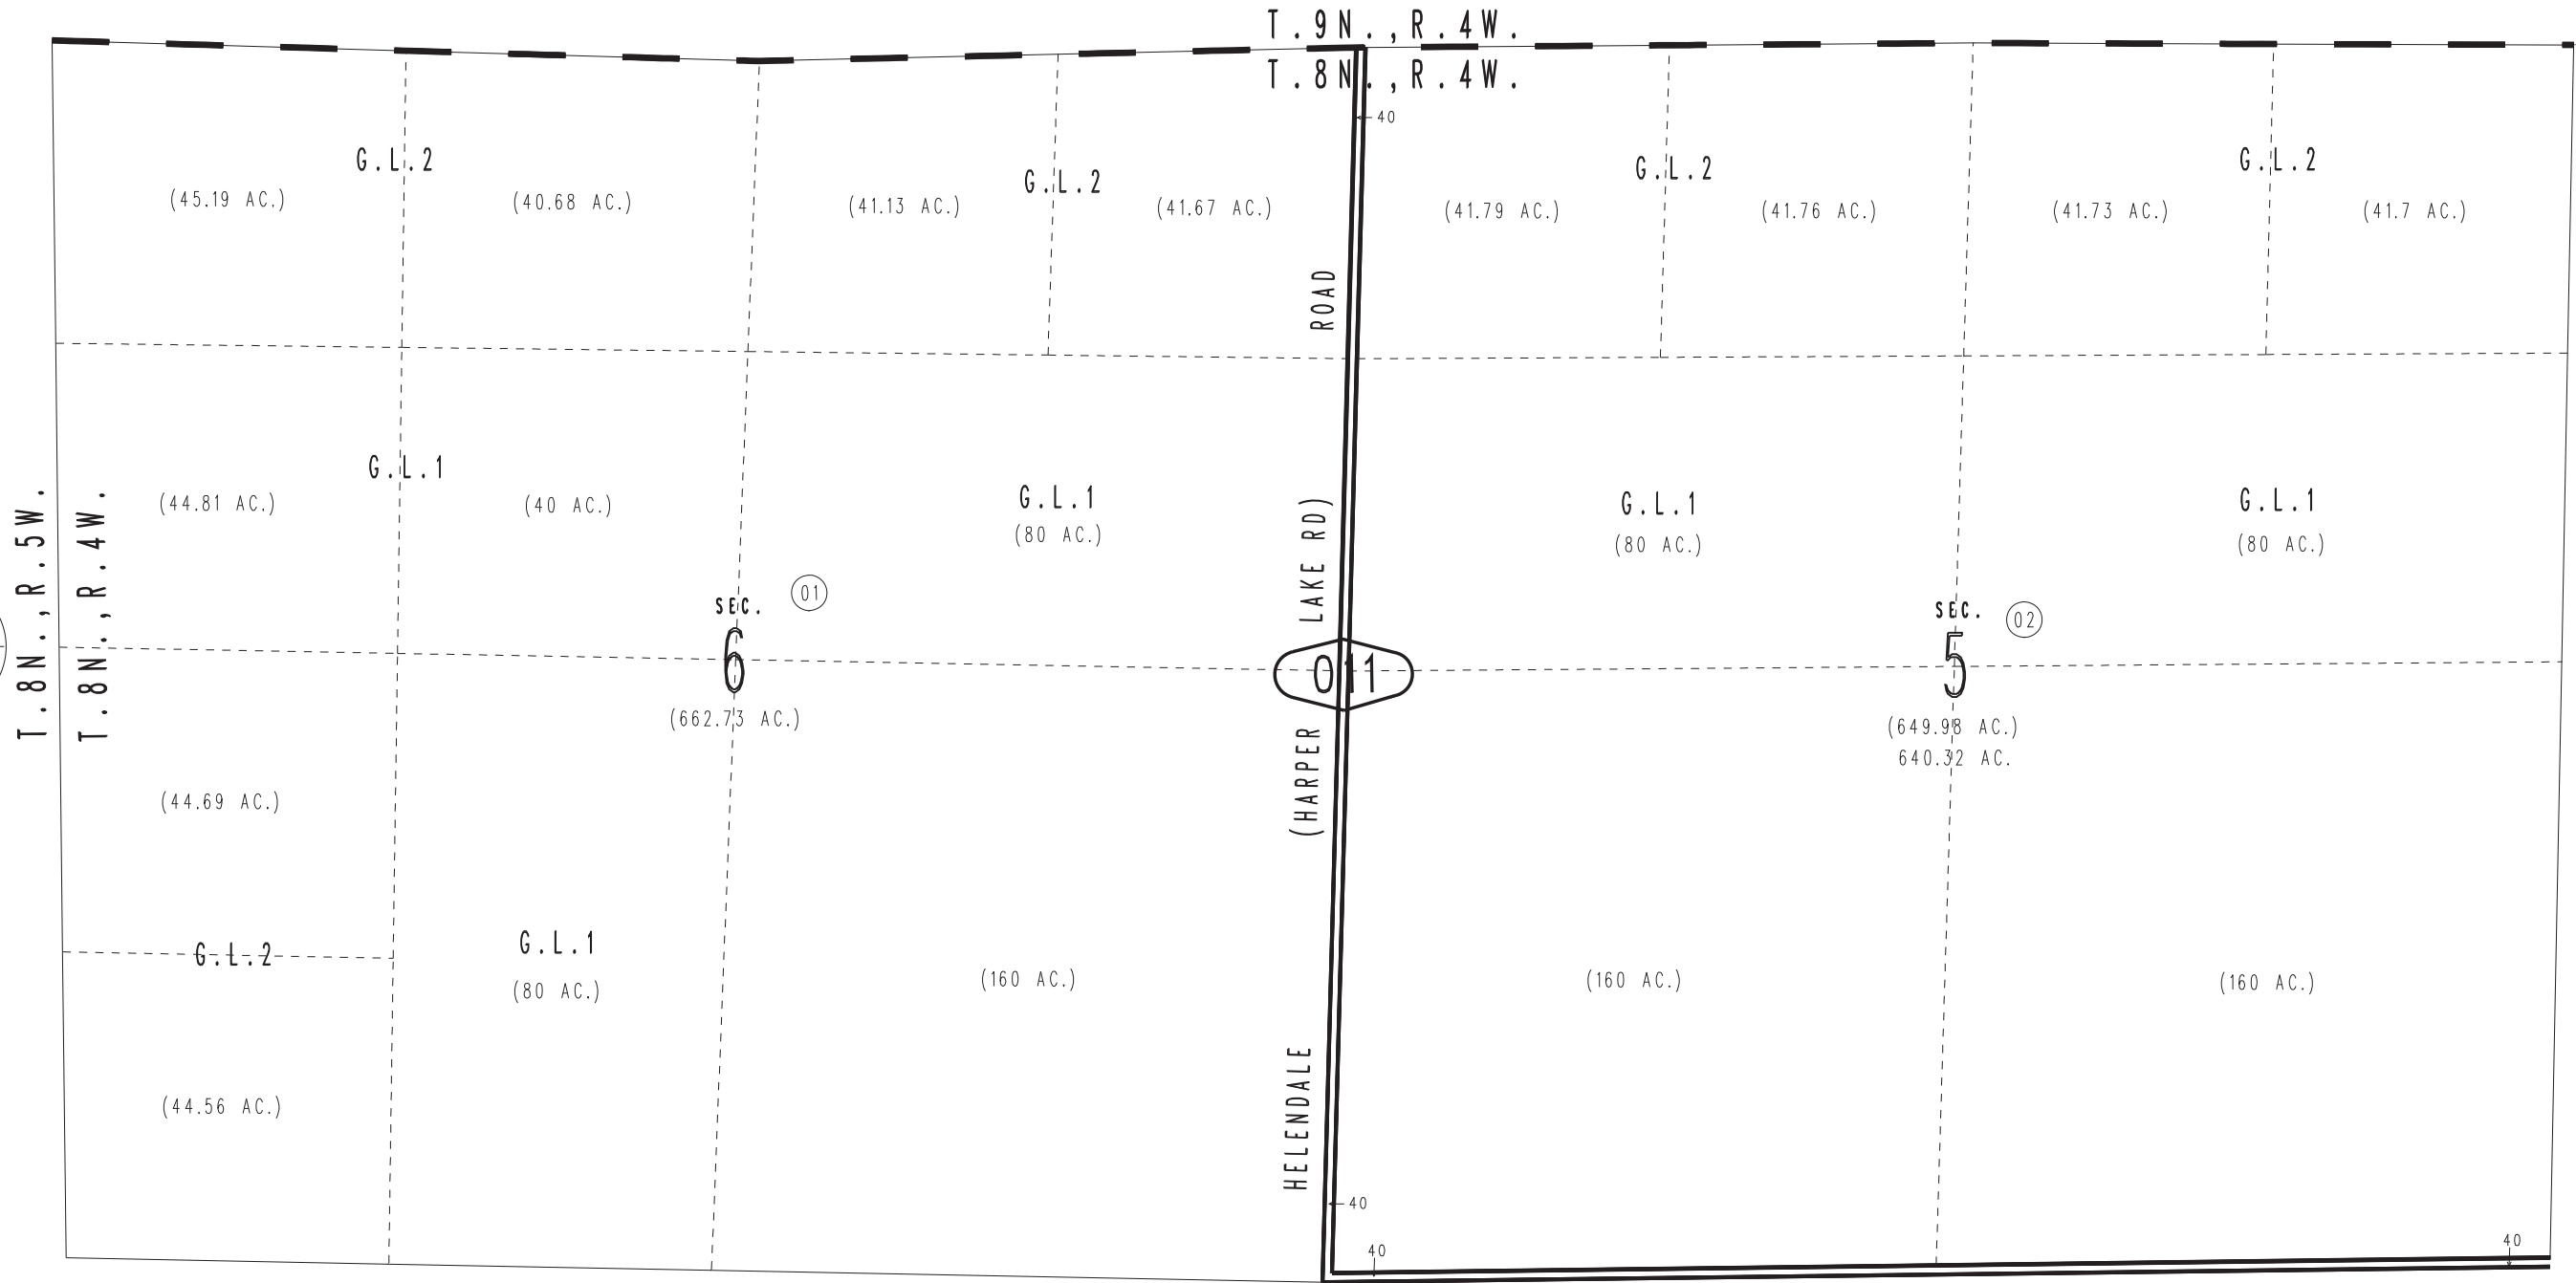 T.9N.,R.4W.
T.8N.,R.4W.
40
G.L.2
G.L.2
G.L.2
G.L.2
(45.19 AC.)
(40.68 AC.)
(41.13 AC.)
(41.67 AC.)
(41.79 AC.)
(41.76 AC.)
(41.73 AC.)
(41.7 AC.)
HELENDALE (HARPER LAKE RD) ROAD
G.L.1
(44.81 AC.)
(40 AC.)
G.L.1
(80 AC.)
G.L.1
(80 AC.)
G.L.1
(80 AC.)
T.8N.,R.5W.
T.8N.,R.4W.
SEC.
6
01
(662.73 AC.)
011
SEC.
5
02
(649.98 AC.)
640.32 AC.
(44.69 AC.)
G.L.2
G.L.1
(80 AC.)
(160 AC.)
(160 AC.)
(160 AC.)
(44.56 AC.)
40
40
40